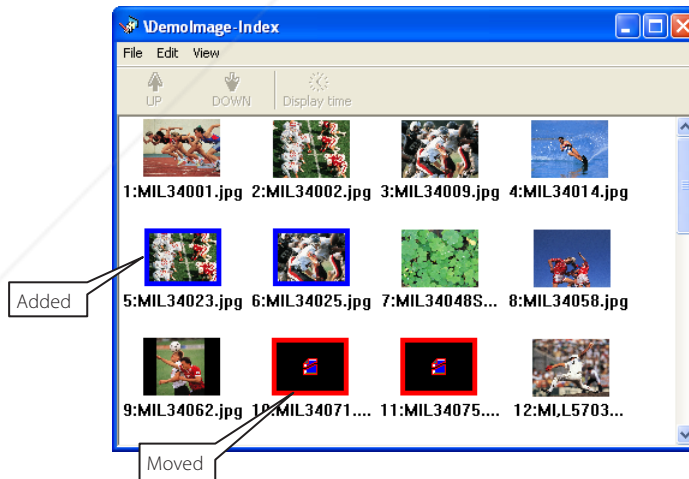 \DemoImage-Index
File Edit View
UP DOWN Display time
1:MIL34001.jpg 2:MIL34002.jpg 3:MIL34009.jpg 4:MIL34014.jpg
Added
5:MIL34023.jpg 6:MIL34025.jpg 7:MIL34048S... 8:MIL34058.jpg
9:MIL34062.jpg 10:MIL34071.... 11:MIL34075.... 12:MI,L5703...
Moved